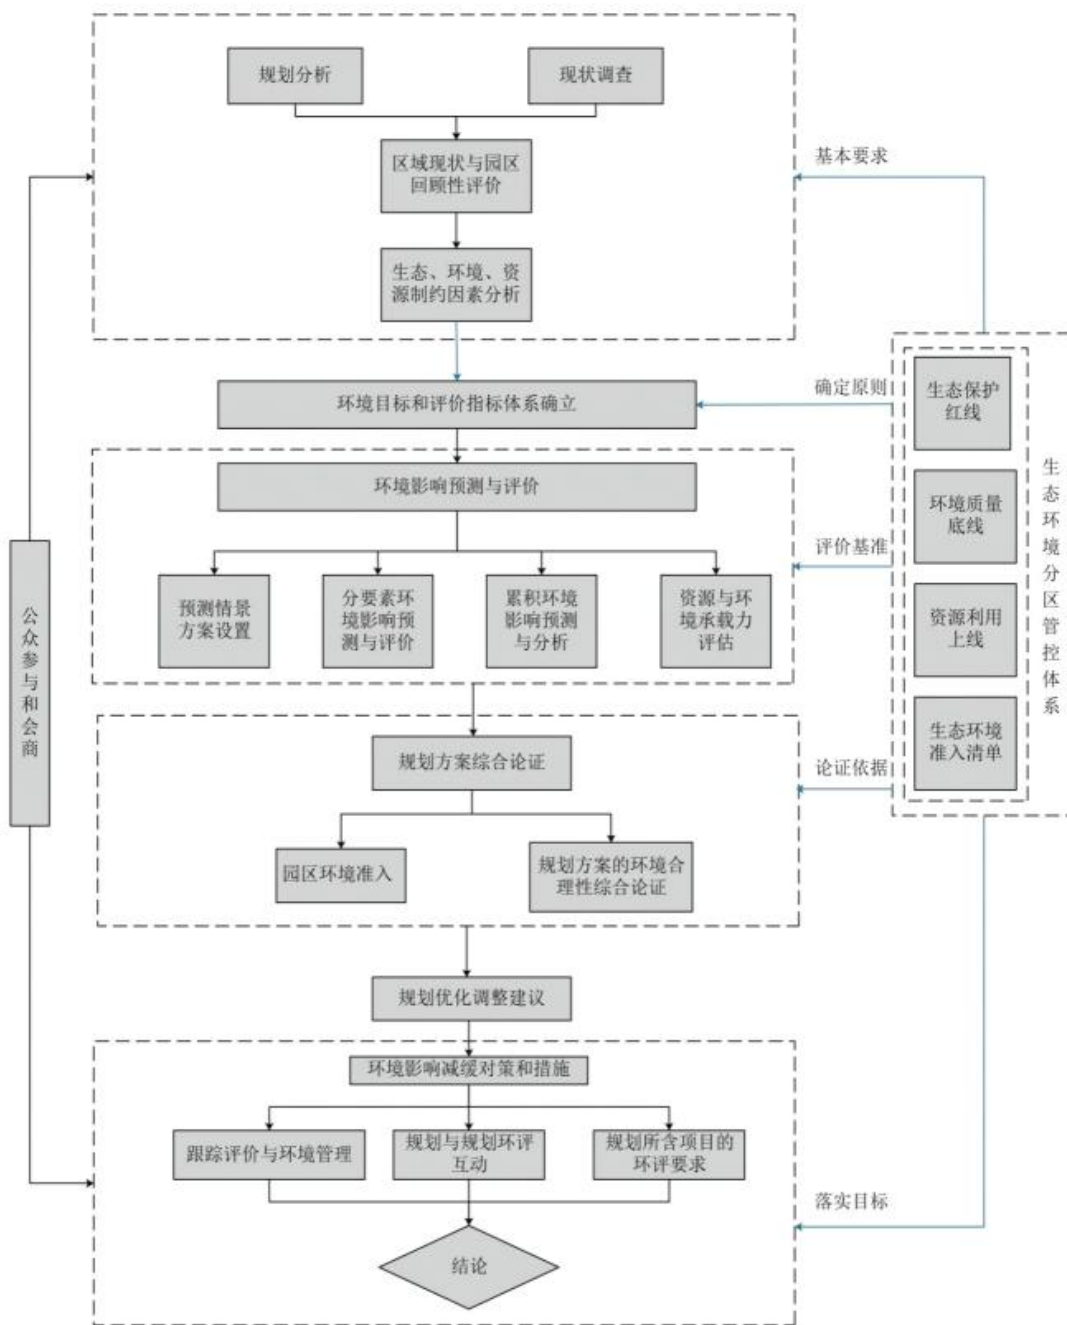 规划分析
现状调查
区域现状与园区
回顾性评价
基本要求
生态、环境、资
源制约因素分析
环境目标和评价指标体系确立
确定原则
生态保护
红线
环境质量
底线
资源利用
上线
生态环境
准入清单
生态环境分区管控体系
环境影响预测与评价
评价基准
预测情景
方案设置
分要素环
境影响预
测与评价
累积环境
影响预测
与分析
资源与环
境承载力
评估
公众参与和会商
规划方案综合论证
论证依据
园区环境准入
规划方案的环境合
理性综合论证
规划优化调整建议
环境影响减缓对策和措施
跟踪评价与环境管理
规划与规划环评
互动
规划所含项目的
环评要求
落实目标
结论